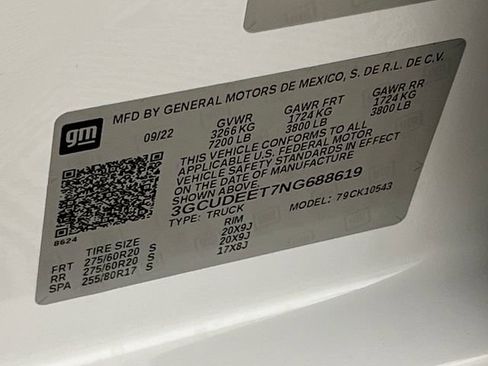 gm
MFD BY GENERAL MOTORS DE MEXICO, S. DE R.L. DE C.V.
09/22 GVWR GAWR FRT GAWR RR
3266 KG 1724 KG 1724 KG
7200 LB 3800 LB 3800 LB
THIS VEHICLE CONFORMS TO ALL
APPLICABLE U.S. FEDERAL MOTOR
VEHICLE SAFETY STANDARDS IN EFFECT
ON THE DATE OF MANUFACTURE
SHOWN ABOVE.
3GCUDEET7NG688619
TYPE: TRUCK MODEL: 79CK10543
8624
TIRE SIZE RIM
FRT 275/60R20 S 20X9J
RR 275/60R20 S 20X9J
SPA 255/80R17 S 17X8J